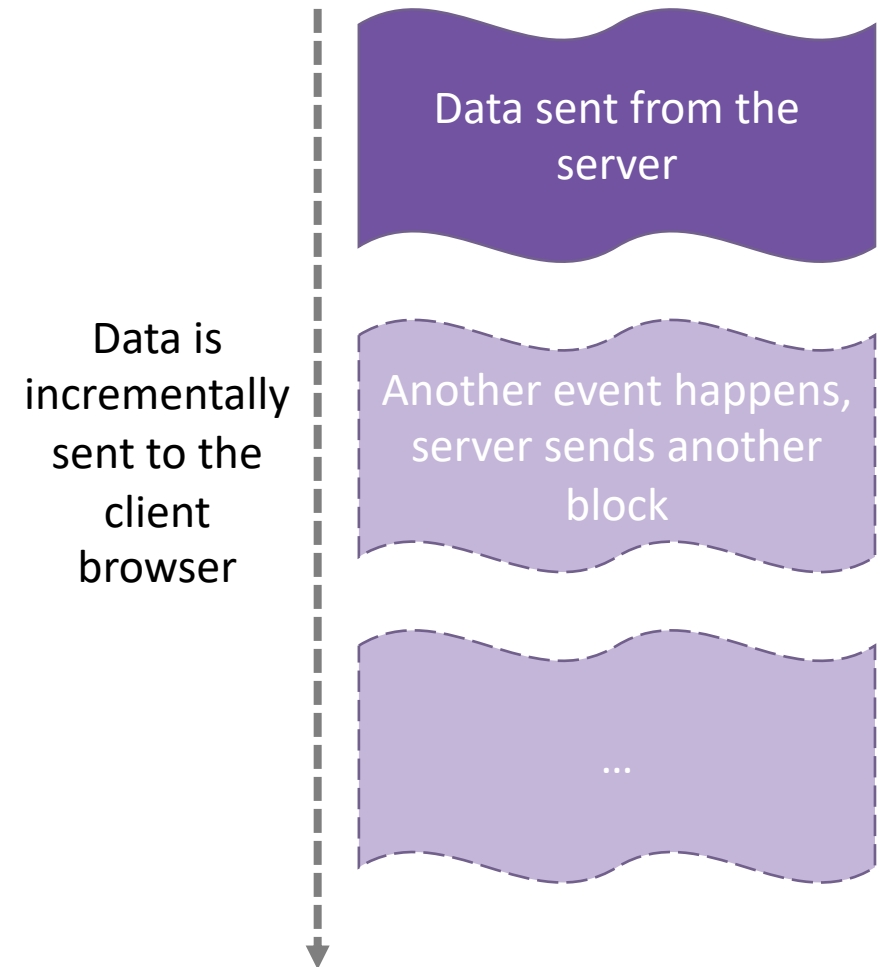 Data sent from the
server
Data is
incrementally
sent to the
client
browser
Another event happens,
server sends another
block
...